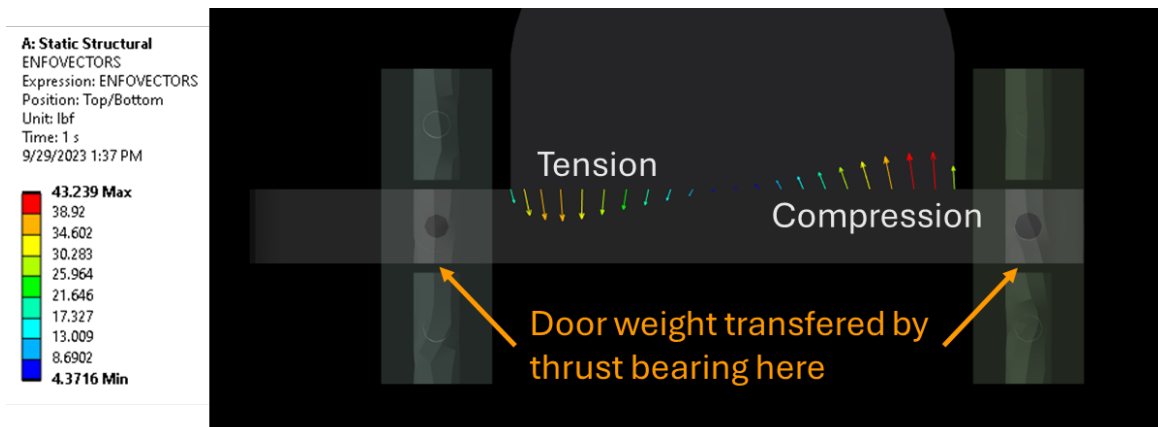 A: Static Structural
ENFOVECTORS
Expression: ENFOVECTORS
Position: Top/Bottom
Unit: lbf
Time: 1 s
9/29/2023 1:37 PM
43.239 Max
38.92
34.602
30.283
25.964
21.646
17.327
13.009
8.6902
4.3716 Min
Tension
Compression
Door weight transfered by
thrust bearing here